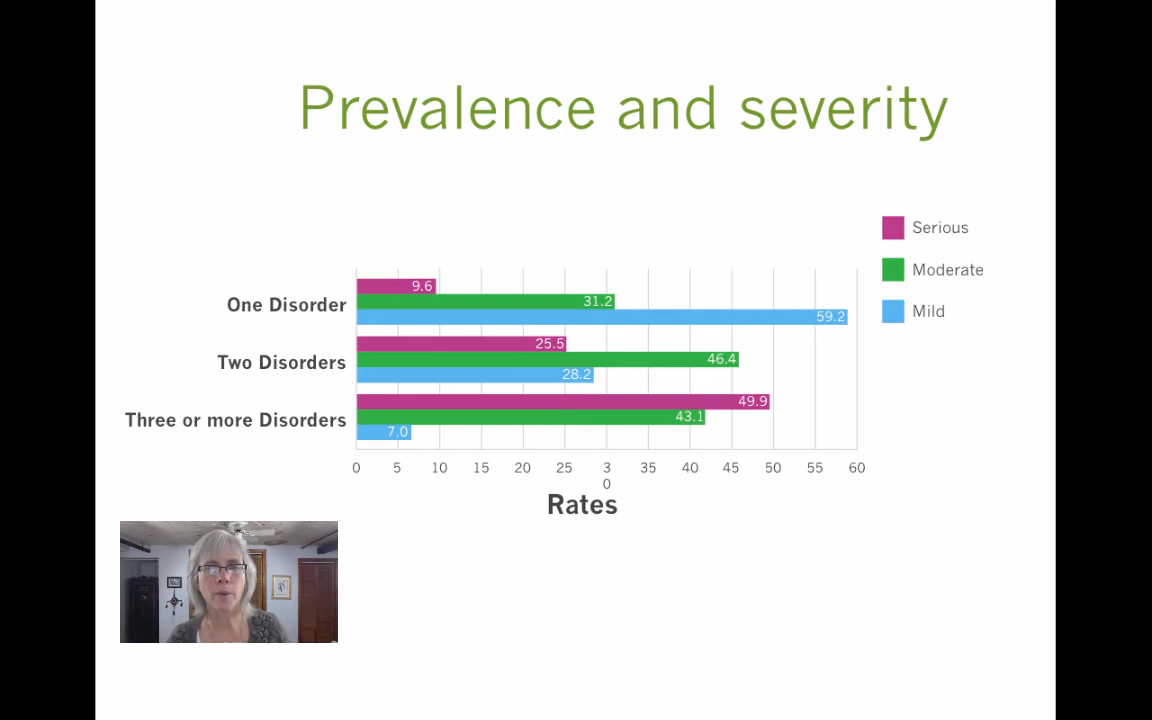 Prevalence and severity
Serious
Moderate
Mild
One Disorder
9.6
31.2
59.2
Two Disorders
25.5
46.4
28.2
Three or more Disorders
49.9
43.1
7.0
0 5 10 15 20 25 3 35 40 45 50 55 60
0
Rates